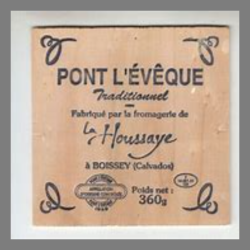 PONT L'ÉVÊQUE
Traditionnel
Fabriqué par la fromagerie de
La Houssaye
à BOISSEY (Calvados)
Poids net :
360g